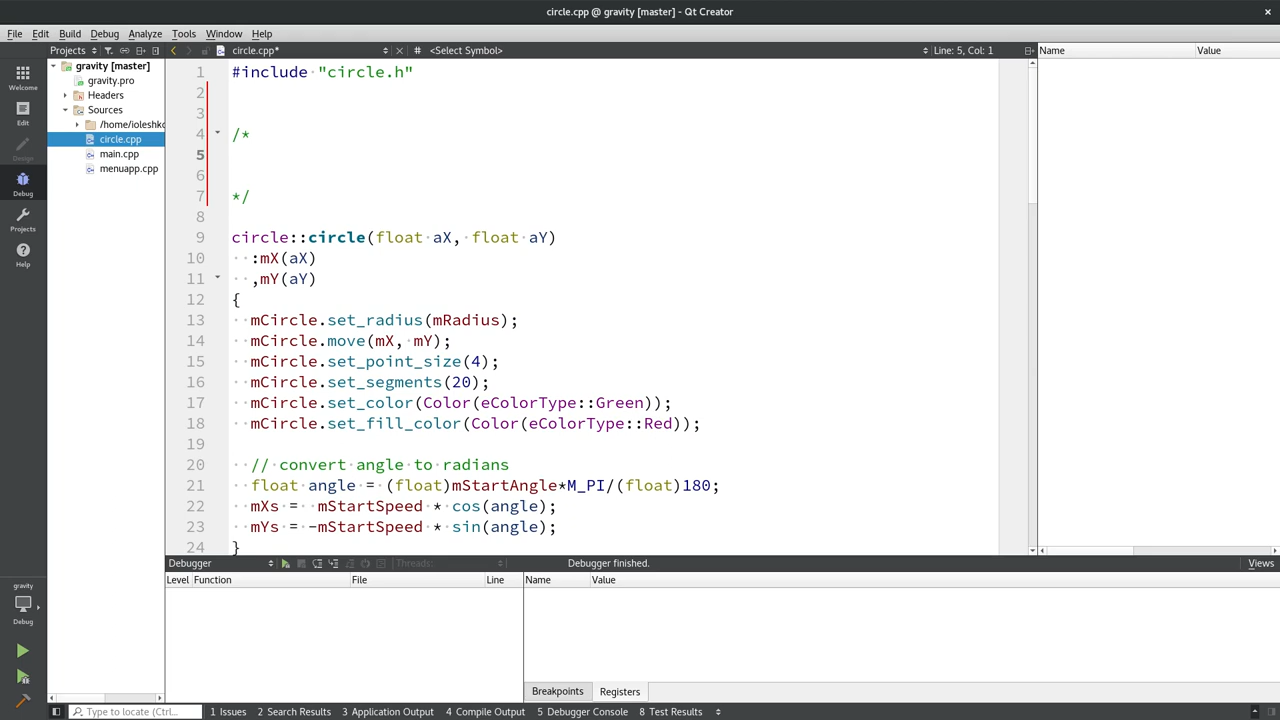 circle.cpp @ gravity [master] - Qt Creator
File Edit Build Debug Analyze Tools Window Help
Projects circle.cpp* # <Select Symbol> Line: 5, Col: 1 Name Value
Welcome
Edit
Design
Debug
Projects
Help
gravity
Debug
gravity [master]
gravity.pro
Headers
Sources
/home/ioleshko
circle.cpp
main.cpp
menuapp.cpp
1 #include "circle.h"
2
3
4 /*
5
6
7 */
8
9 circle::circle(float aX, float aY)
10 :mX(aX)
11 ,mY(aY)
12 {
13 mCircle.set_radius(mRadius);
14 mCircle.move(mX, mY);
15 mCircle.set_point_size(4);
16 mCircle.set_segments(20);
17 mCircle.set_color(Color(eColorType::Green));
18 mCircle.set_fill_color(Color(eColorType::Red));
19
20 // convert angle to radians
21 float angle = (float)mStartAngle*M_PI/(float)180;
22 mXs = mStartSpeed * cos(angle);
23 mYs = -mStartSpeed * sin(angle);
24 }
Debugger Threads: Debugger finished. Views
Level Function File Line Name Value
Breakpoints Registers
Type to locate (Ctrl... 1 Issues 2 Search Results 3 Application Output 4 Compile Output 5 Debugger Console 8 Test Results